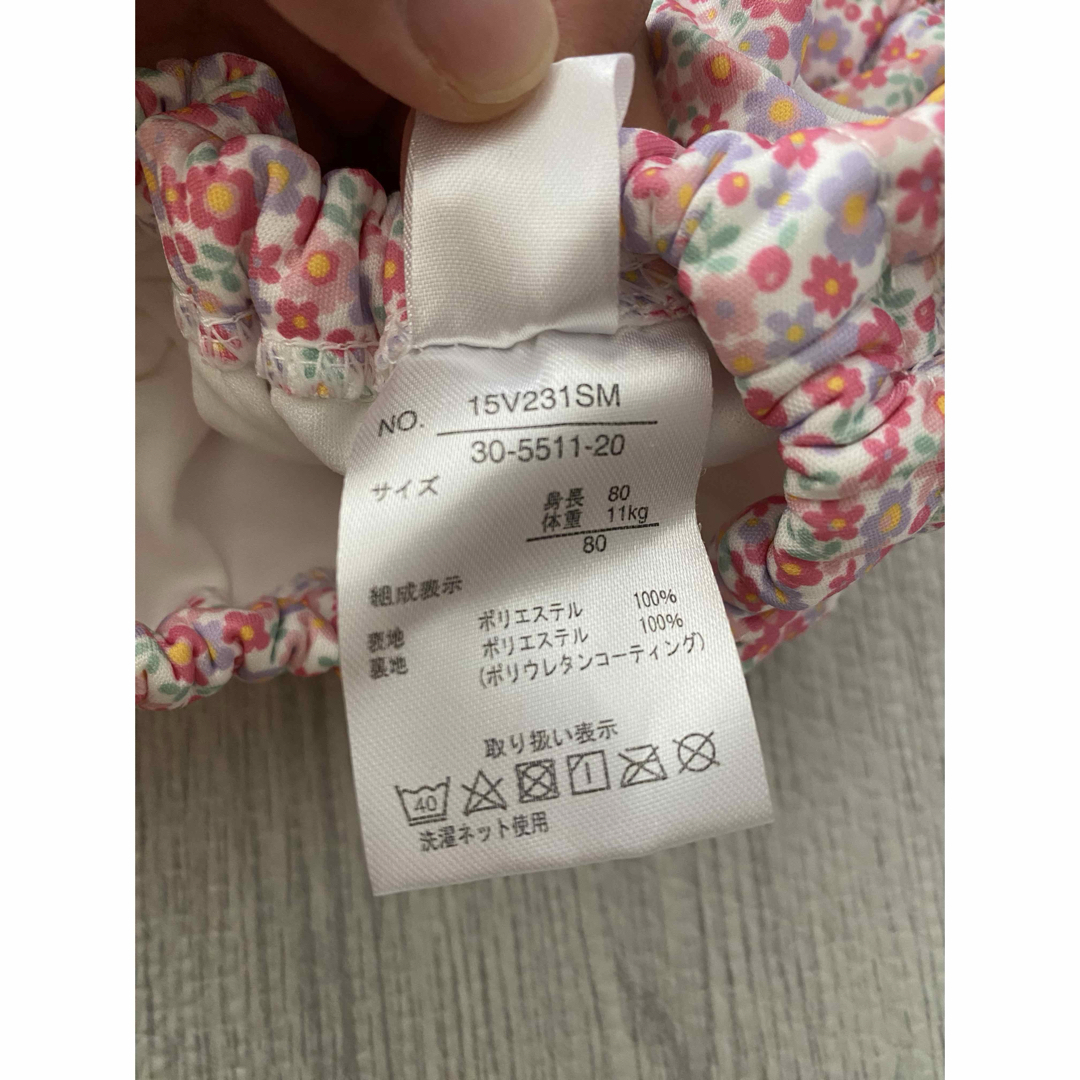 NO. 15V231SM
30-5511-20
サイズ
身長 80
体重 11kg
80
組成表示
表地 ポリエステル 100%
裏地 ポリエステル 100%
(ポリウレタンコーティング)
取り扱い表示
40
洗濯ネット使用